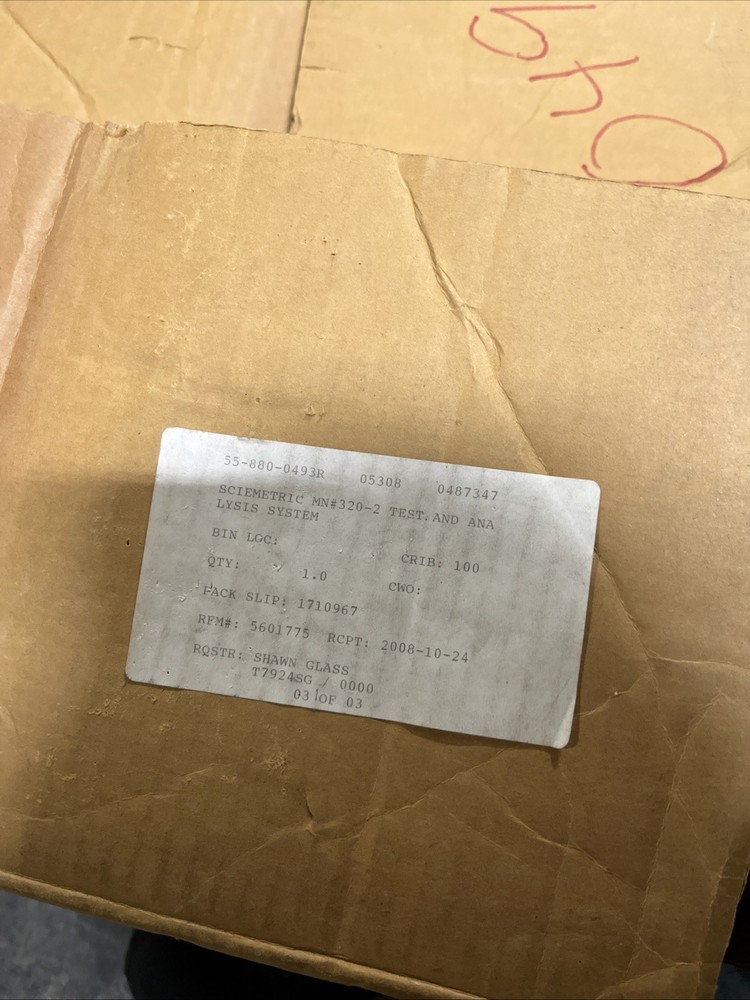 540
55-880-0493R 05308 0487347
SCIEMETRIC MN#320-2 TEST AND ANA
LYSIS SYSTEM
BIN LOC:
CRIB: 100
QTY: 1.0
CWO:
PACK SLIP: 1710967
RFM#: 5601775 RCPT: 2008-10-24
RQSTR: SHAWN GLASS
T7924SG / 0000
03 OF 03